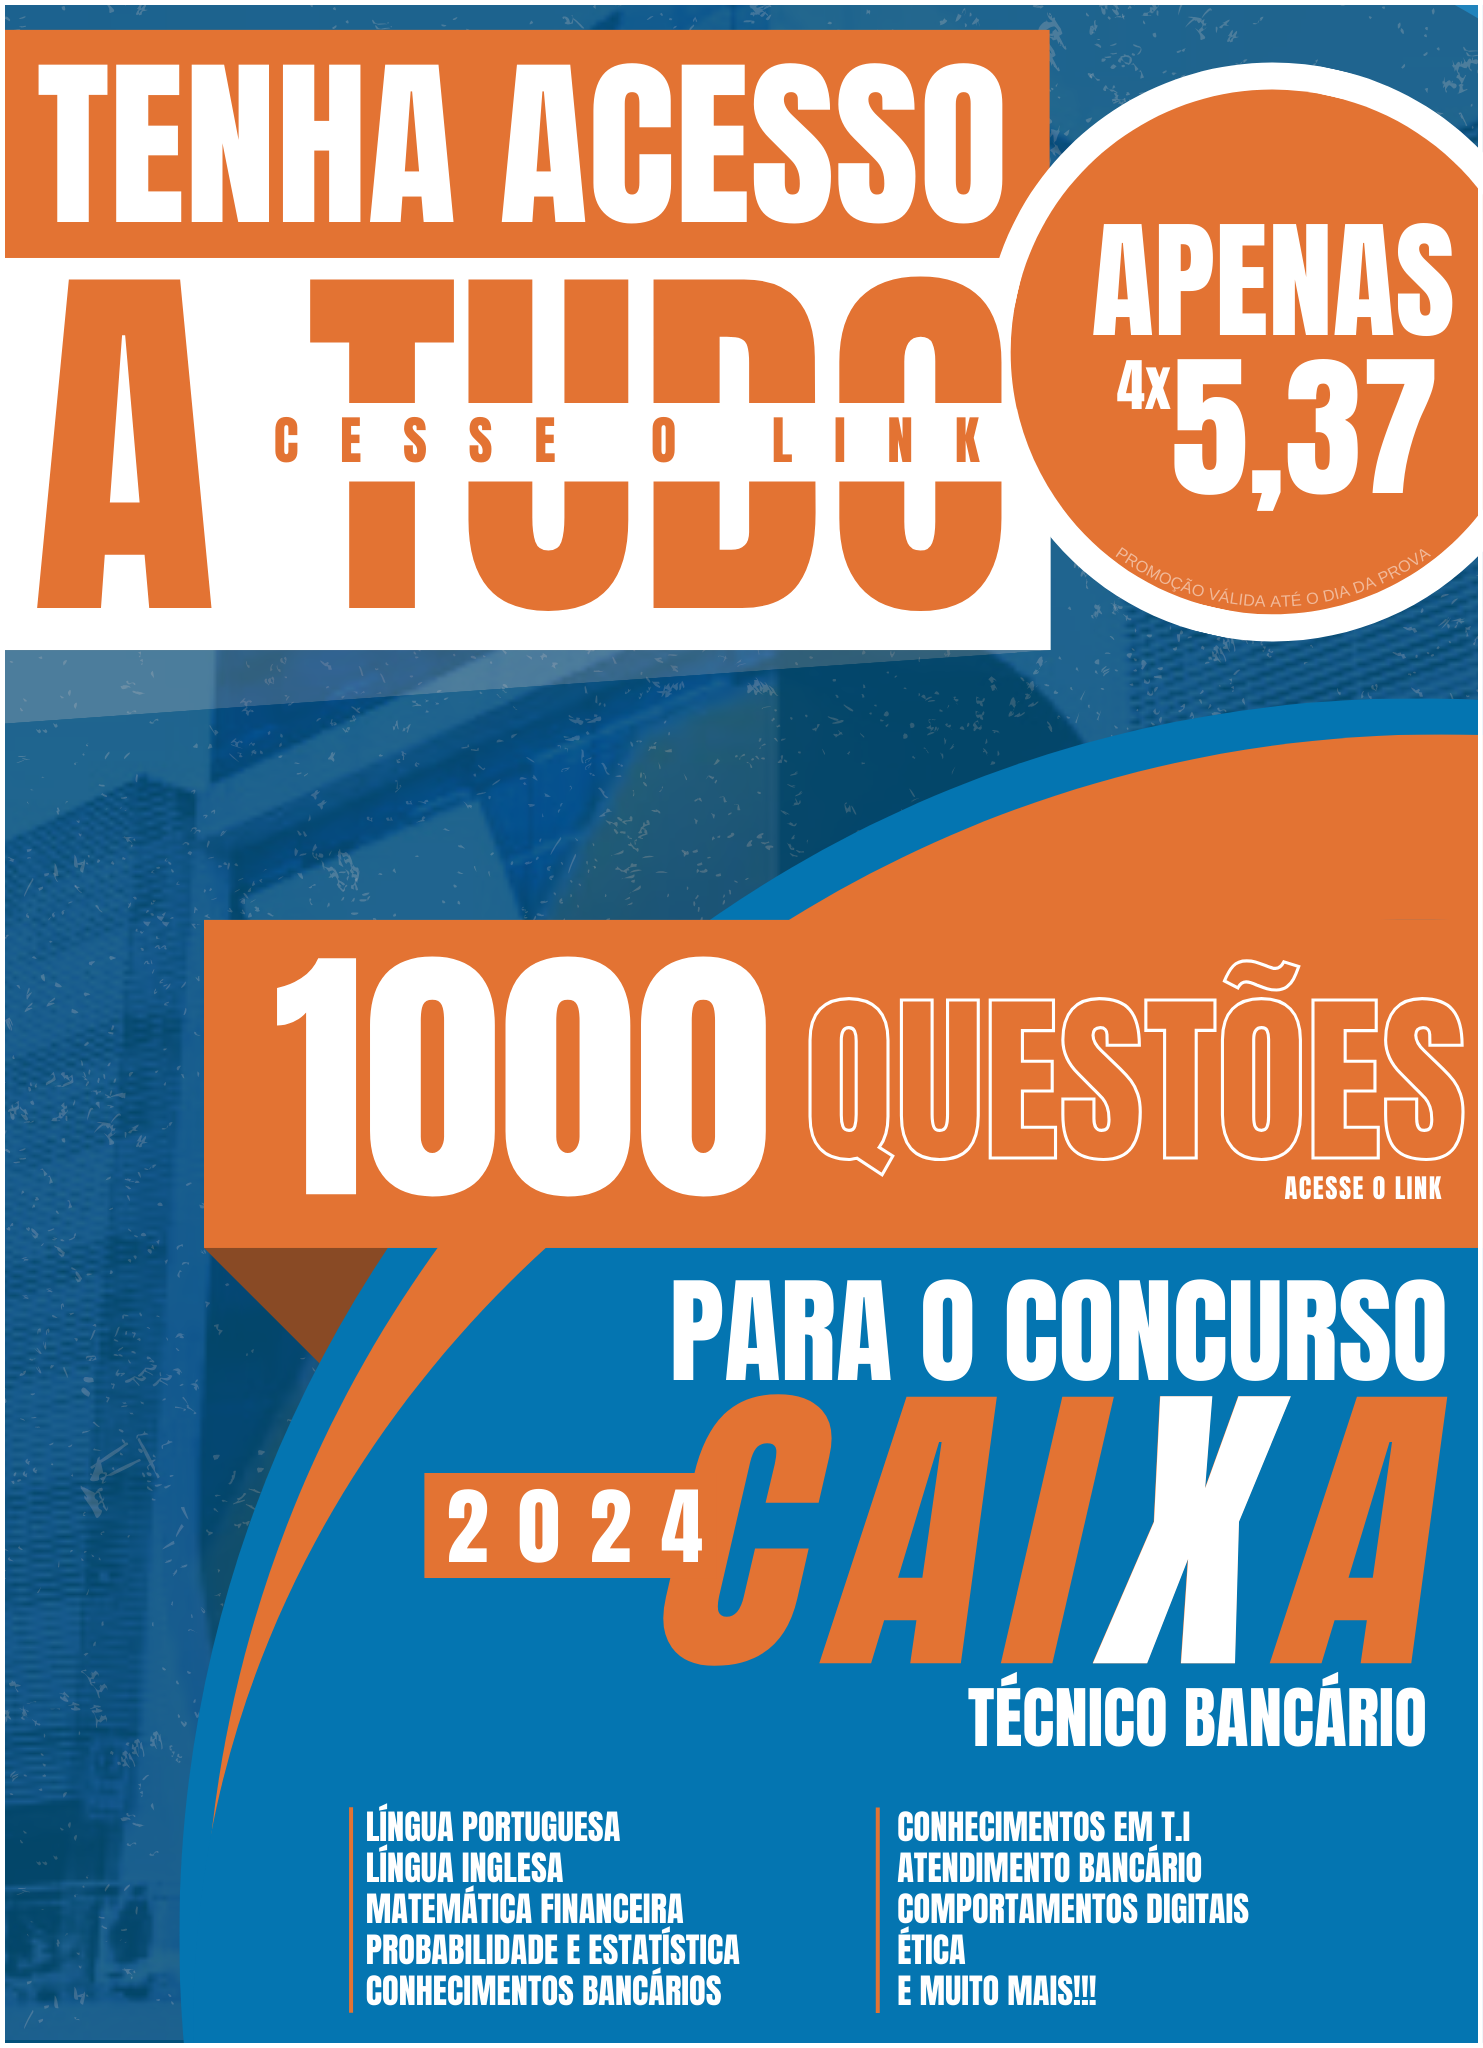 TENHA ACESSO
A TUDO
CESSE O LINK
APENAS
4x5,37
PROMOÇÃO VÁLIDA ATÉ O DIA DA PROVA
1000 QUESTÕES
ACESSE O LINK
PARA O CONCURSO
CAIXA
2024
TÉCNICO BANCÁRIO
LÍNGUA PORTUGUESA
LÍNGUA INGLESA
MATEMÁTICA FINANCEIRA
PROBABILIDADE E ESTATÍSTICA
CONHECIMENTOS BANCÁRIOS
CONHECIMENTOS EM T.I
ATENDIMENTO BANCÁRIO
COMPORTAMENTOS DIGITAIS
ÉTICA
E MUITO MAIS!!!